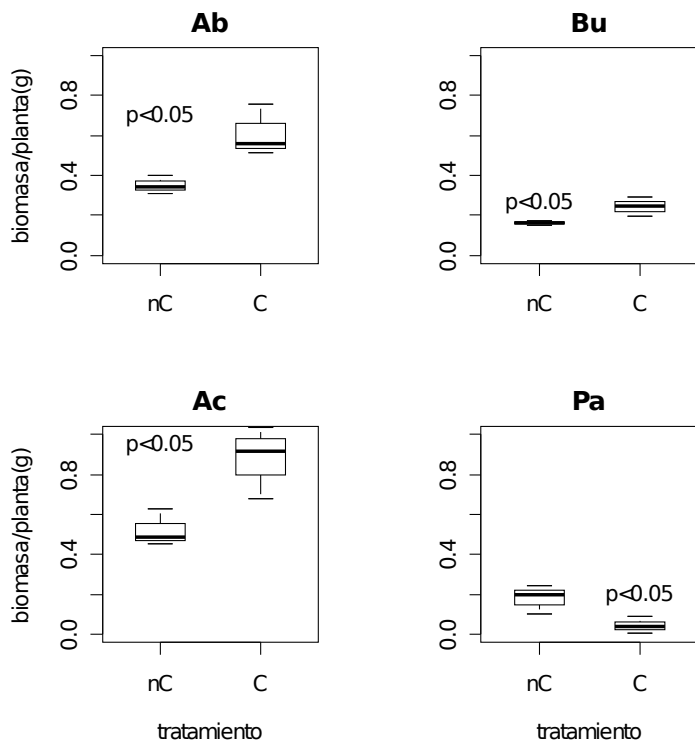 Ab
biomasa/planta(g)
0.0 0.4 0.8
p<0.05
nC C
Bu
0.0 0.4 0.8
p<0.05
nC C
Ac
biomasa/planta(g)
0.0 0.4 0.8
p<0.05
nC C
tratamiento
Pa
0.0 0.4 0.8
p<0.05
nC C
tratamiento